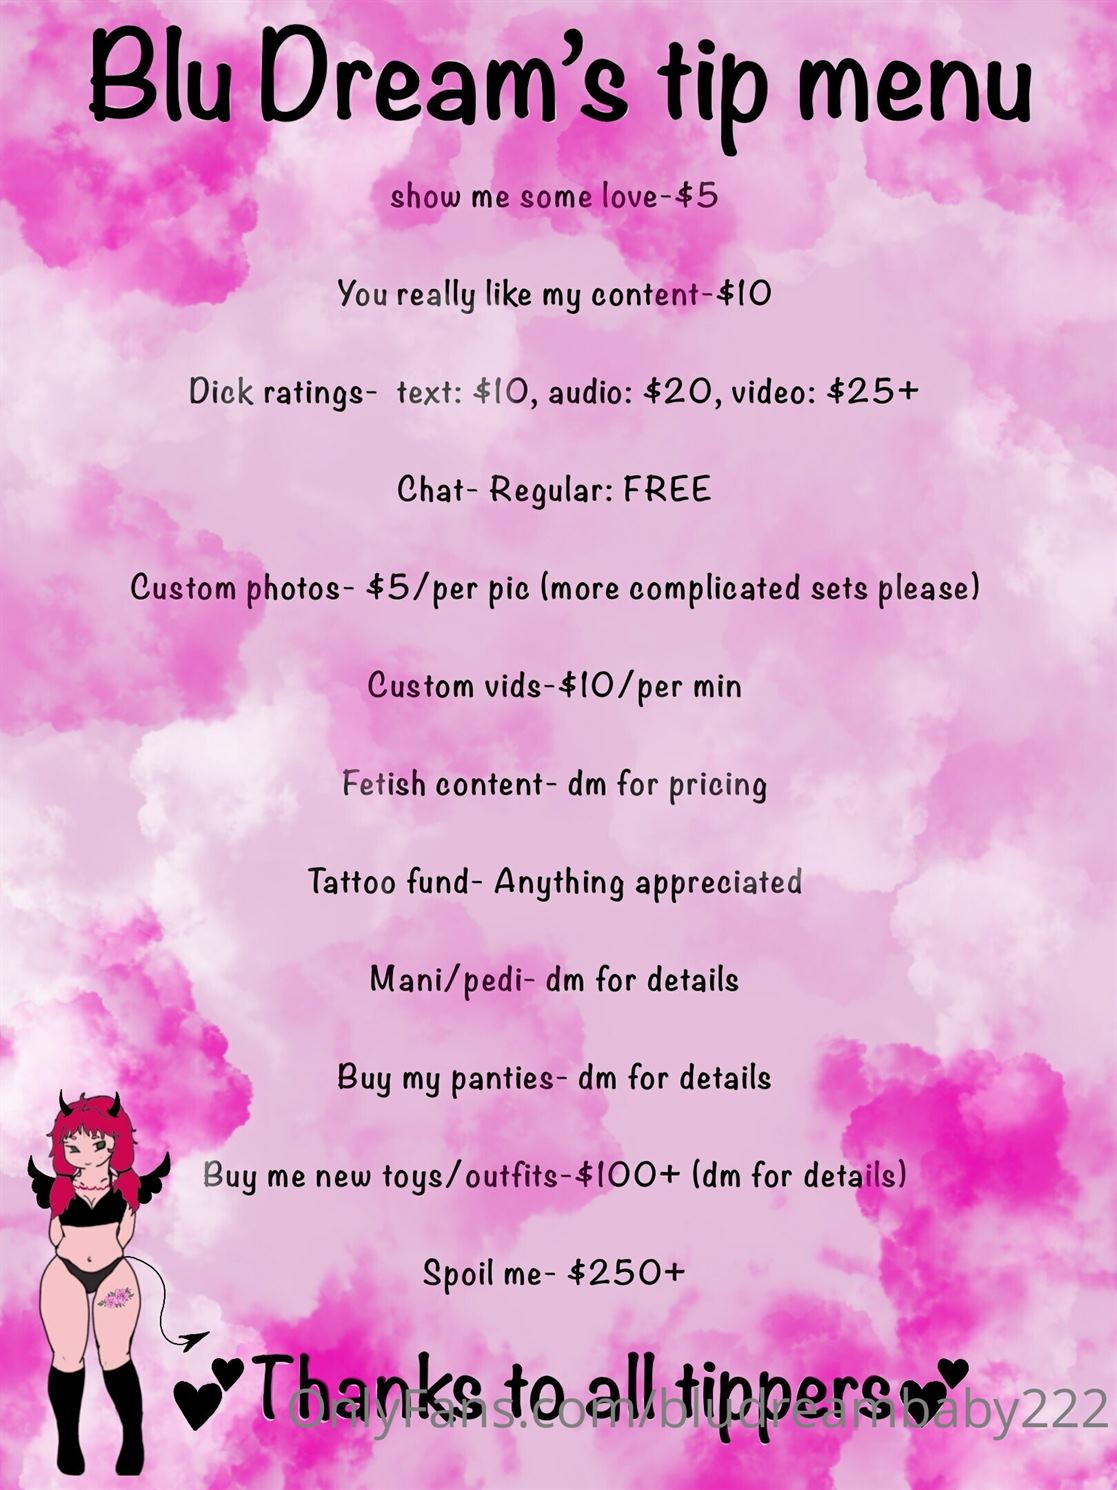 Blu Dream's tip menu
show me some love-$5
You really like my content-$10
Dick ratings- text: $10, audio: $20, video: $25+
Chat- Regular: FREE
Custom photos- $5/per pic (more complicated sets please)
Custom vids-$10/per min
Fetish content- dm for pricing
Tattoo fund- Anything appreciated
Mani/pedi- dm for details
Buy my panties- dm for details
Buy me new toys/outfits-$100+ (dm for details)
Spoil me- $250+
Thanks to all tippers
OnlyFans.com/bludreambaby222